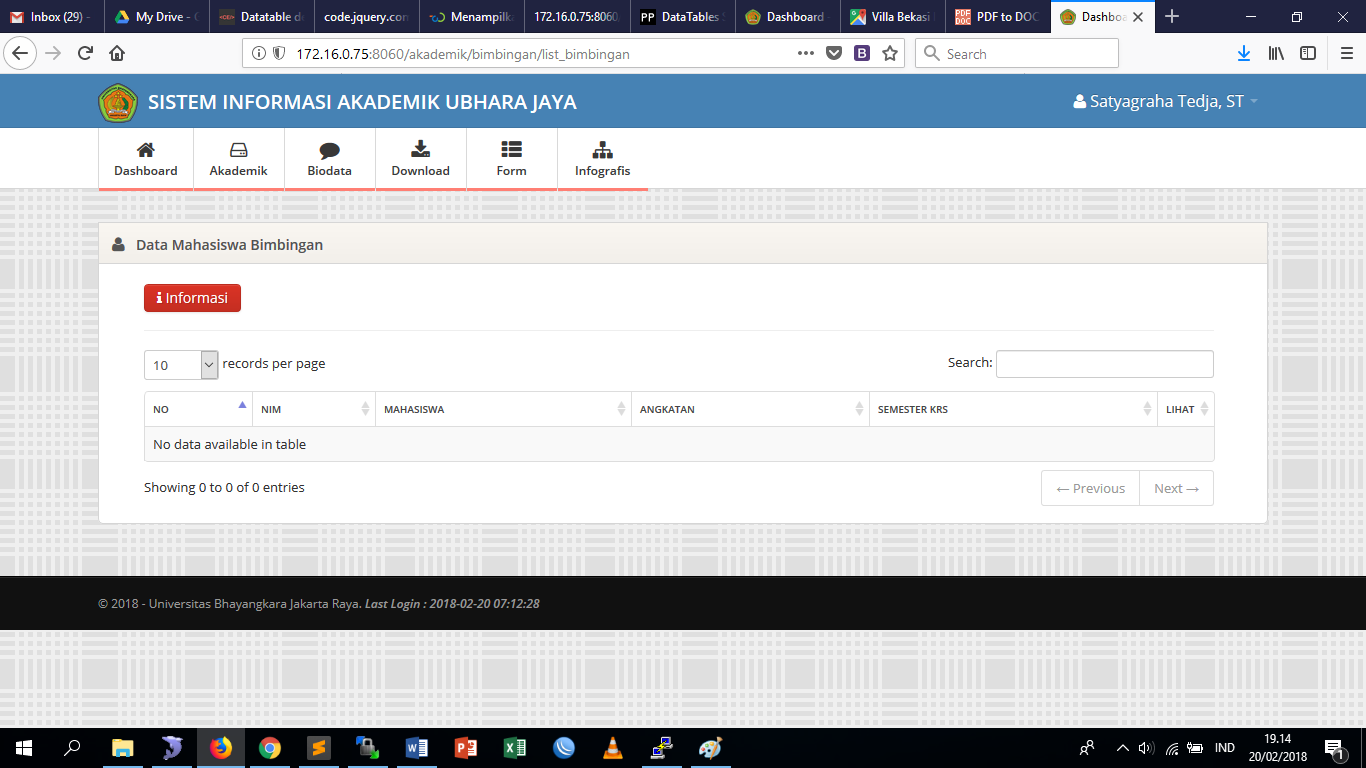 Inbox (29) -
My Drive - G
Datatable de
code.jquery.con
Menampilka
172.16.0.75:8060,
PP DataTables S
Dashboard -
Villa Bekasi
PDF to DOC
Dashboa
172.16.0.75:8060/akademik/bimbingan/list_bimbingan
Search
SISTEM INFORMASI AKADEMIK UBHARA JAYA
Satyagraha Tedja, ST
Dashboard
Akademik
Biodata
Download
Form
Infografis
Data Mahasiswa Bimbingan
Informasi
10 records per page
Search:
NO NIM MAHASISWA ANGKATAN SEMESTER KRS LIHAT
No data available in table
Showing 0 to 0 of 0 entries
← Previous Next →
© 2018 - Universitas Bhayangkara Jakarta Raya. Last Login : 2018-02-20 07:12:28
IND
19.14
20/02/2018
1